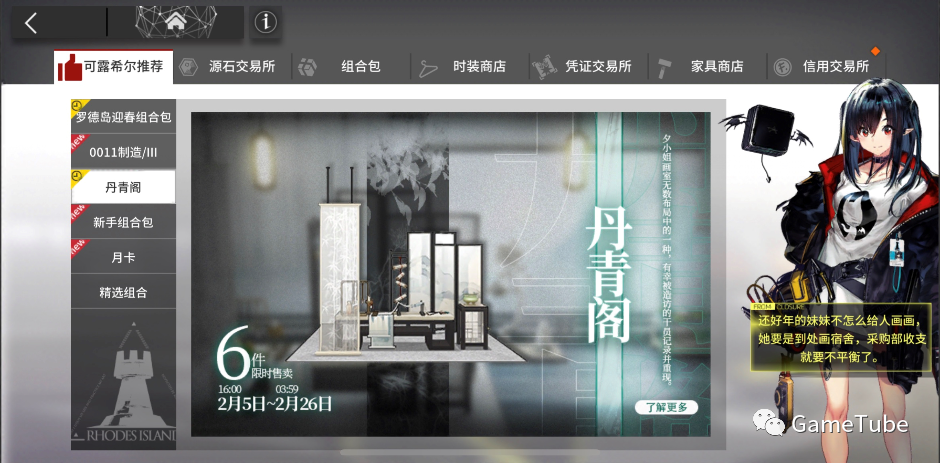 可露希尔推荐
源石交易所
组合包
时装商店
凭证交易所
家具商店
信用交易所
罗德岛迎春组合包
new
0011制造/III
丹青阁
new
新手组合包
new
月卡
精选组合
RHODES ISLAND
夕小姐画室无数布局中的一种，有幸被造访的干员记录并重现。
丹青阁
6件
限时售卖
16:00 03:59
2月5日~2月26日
了解更多
FROM CLOSURE
还好年的妹妹不怎么给人画画，
她要是到处画宿舍，采购部收支
就要不平衡了。
GameTube